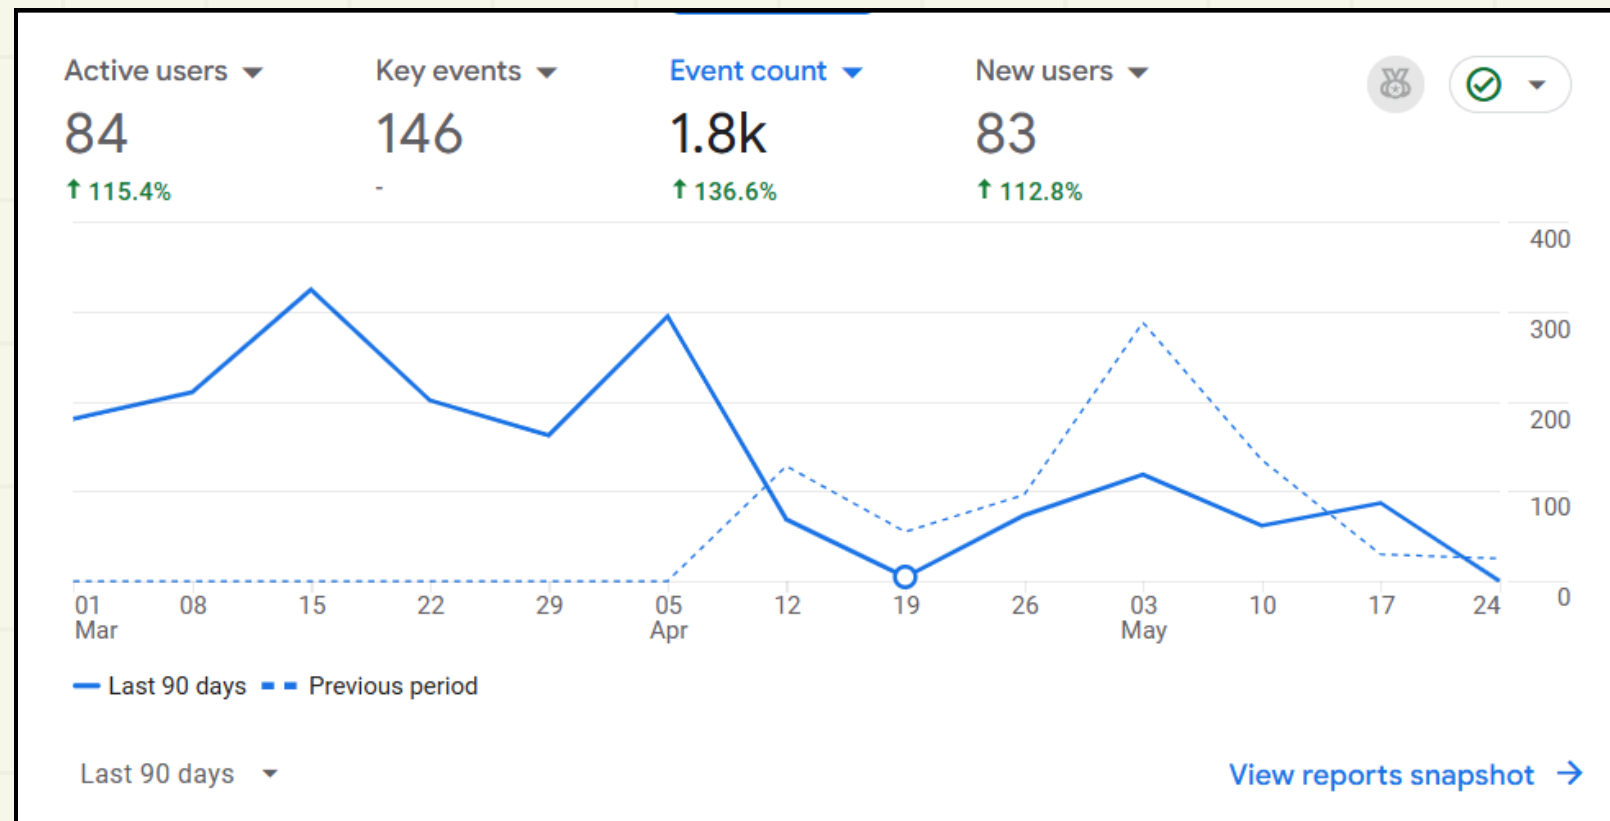 Active users Key events Event count New users
84 146 1.8k 83
115.4% - 136.6% 112.8%
400
300
200
100
0
01 08 15 22 29 05 12 19 26 03 10 17 24
Mar Apr May
Last 90 days Previous period
Last 90 days View reports snapshot